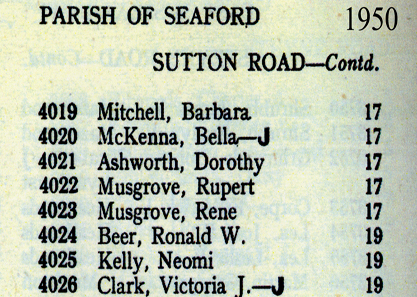 PARISH OF SEAFORD 1950
SUTTON ROAD—Contd.
4019 Mitchell, Barbara 17
4020 McKenna, Bella—J 17
4021 Ashworth, Dorothy 17
4022 Musgrove, Rupert 17
4023 Musgrove, Rene 17
4024 Beer, Ronald W. 19
4025 Kelly, Neomi 19
4026 Clark, Victoria J.—J 19